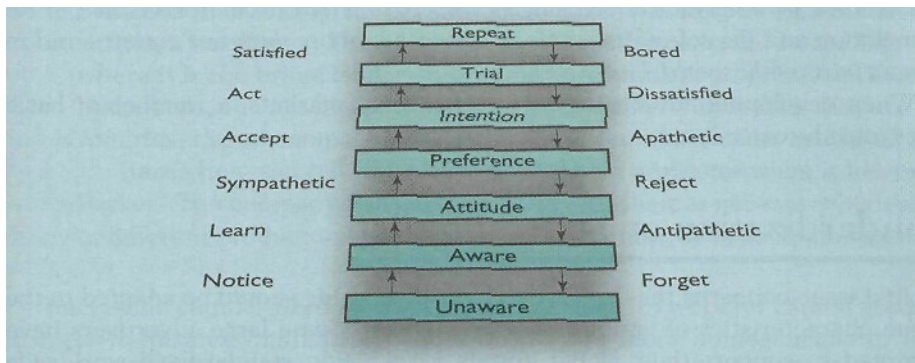 Repeat
Satisfied Bored
Trial
Act Dissatisfied
Intention
Accept Apathetic
Preference
Sympathetic Reject
Attitude
Learn Antipathetic
Aware
Notice Forget
Unaware